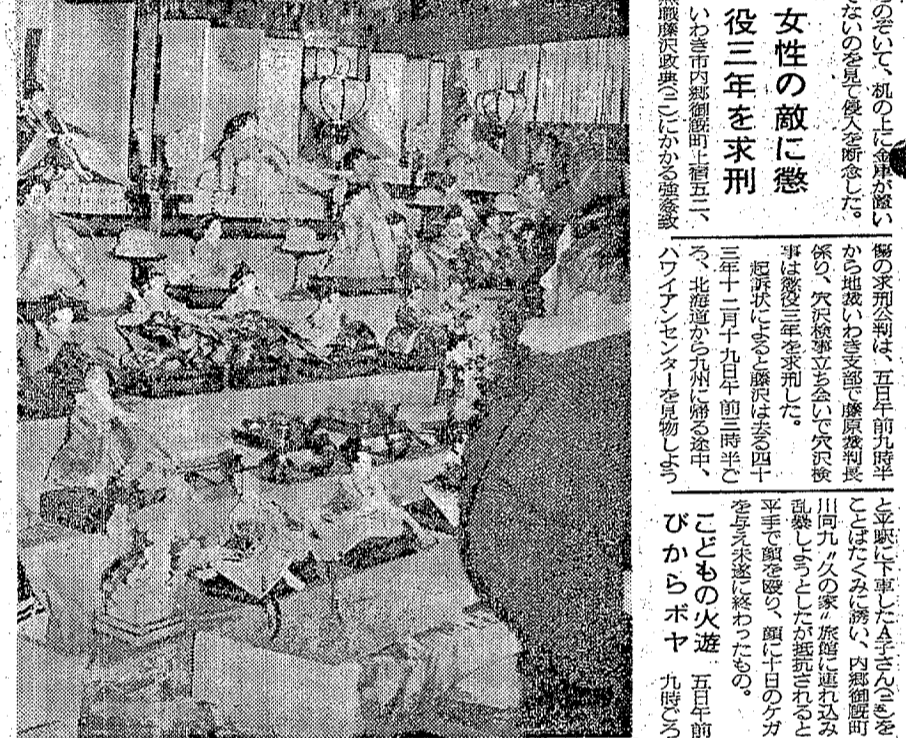 のぞいて、机の上に金庫が置い
ないのを見て侵入を断念した。
女性の敵に懲
役三年を求刑
いわき市内郷御厩町上宿五二、
無職藤沢政典(二一)にかかる強姦致
傷の求刑公判は、五日午前九時半
から地裁いわき支部で藤原裁判長
係り、穴沢検事立ち会いで穴沢検
事は懲役三年を求刑した。
起訴状によると藤沢は去る四十
三年十二月十九日午前三時半ご
ろ、北海道から九州に帰る途中、
ハワイアンセンターを見物しよう
と平駅に下車したA子さん を
ことばたくみに誘い、内郷御厩町
川向九〝久の家〟旅館に連れ込み
乱暴しようとしたが抵抗されると
平手で顔を殴り、顔に十日のケガ
を与え未遂に終わったもの。
こどもの火遊
びからボヤ
五日午前
九時ごろ